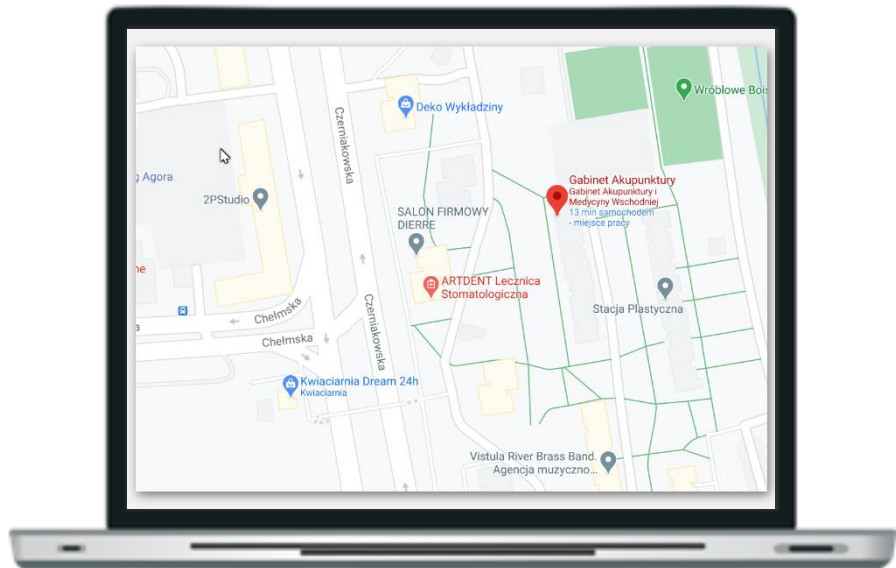 Wróblowe Bois
Deko Wykładziny
Czerniakowska
g Agora
2PStudio
Gabinet Akupunktury
Gabinet Akupunktury i
Medycyny Wschodniej
13 min samochodem
- miejsce pracy
SALON FIRMOWY
DIERRE
ne
ARTDENT Lecznica
Stomatologiczna
Stacja Plastyczna
Chełmska
Czerniakowska
a
Chełmska
Kwiaciarnia Dream 24h
Kwiaciarnia
Vistula River Brass Band.
Agencja muzyczno...